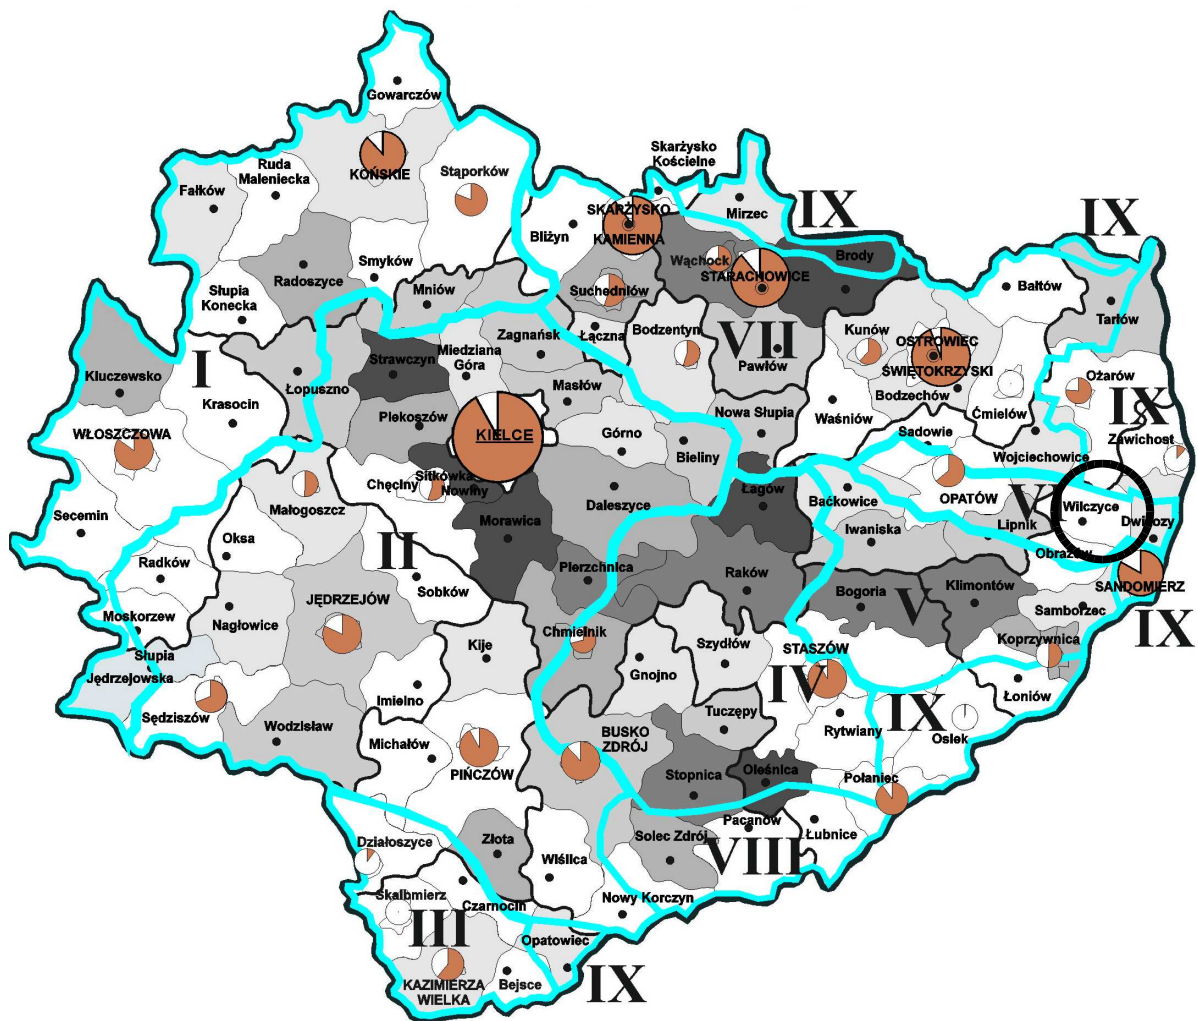 Gowarczów
Skarżysko
Kościelne
KOŃSKIE
Stąporków
Ruda
Maleniecka
Fałków
Mirzec
IX
SKARŻYSKO
KAMIENNA
IX
Bliżyn
Wąchock
Brody
Smyków
Radoszyce
STARACHOWICE
Bałtów
Słupia
Konecka
Mniów
Suchedniów
Tarłów
Zagnańsk
Łączna
Bodzentyn
VII
Kunów
OSTROWIEC
ŚWIĘTOKRZYSKI
Strawczyn
Miedziana
Góra
Pawłów
I
Kluczewsko
Łopuszno
Masłów
Bodzechów
Ożarów
Krasocin
Piekoszów
Nowa Słupia
Waśniów
Ćmielów
IX
WŁOSZCZOWA
KIELCE
Górno
Sadowie
Zawichost
Bieliny
Wojciechowice
Chęciny
Sitkówka
Nowiny
Łagów
Baćkowice
OPATÓW
VI
Wilczyce
Małogoszcz
Daleszyce
Secemin
Morawica
Iwaniska
Lipnik
Dwikozy
Oksa
II
Obrazów
Radków
Pierzchnica
Raków
Klimontów
SANDOMIERZ
Sobków
Bogoria
V
JĘDRZEJÓW
Samborzec
IX
Moskorzew
Nagłowice
Chmielnik
Koprzywnica
Kije
Szydłów
STASZÓW
Słupia
Jędrzejowska
Gnojno
IV
Sędziszów
Imielno
Łoniów
Tuczępy
IX
Wodzisław
Michałów
BUSKO
ZDRÓJ
Rytwiany
Osiek
PIŃCZÓW
Stopnica
Oleśnica
Połaniec
Pacanów
Działoszyce
Złota
Solec Zdrój
Łubnice
Wiślica
VIII
Skalbmierz
Czarnocin
Nowy Korczyn
III
Opatowiec
KAZIMIERZA
WIELKA
Bejsce
IX